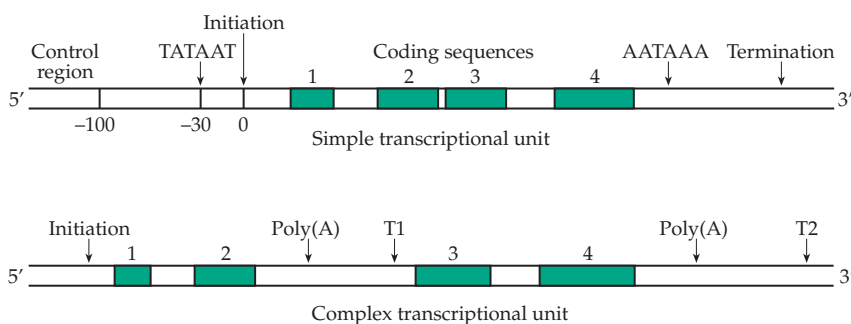 Initiation
Control region TATAAT Coding sequences AATAAA Termination
1 2 3 4
5′ 3′
–100 –30 0
Simple transcriptional unit
Initiation Poly(A) T1 Poly(A) T2
1 2 3 4
5′ 3′
Complex transcriptional unit